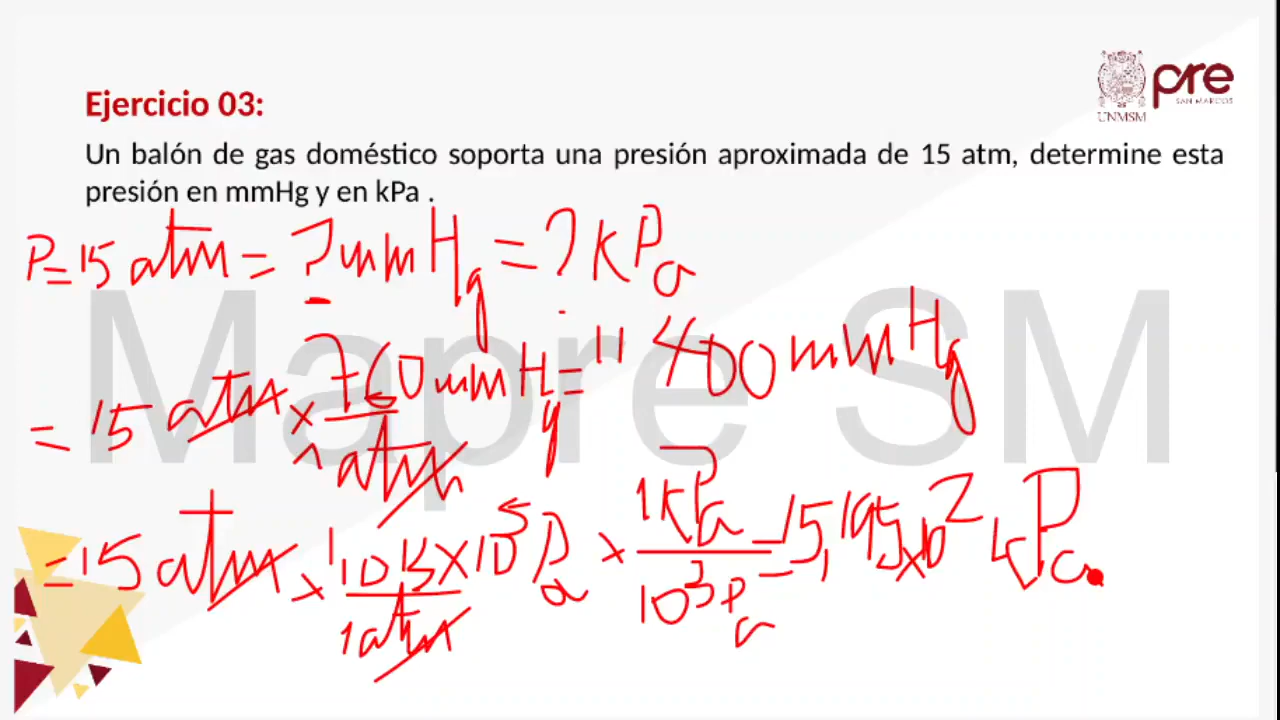 pre
SAN MARCOS
UNMSM
Ejercicio 03:
Un balón de gas doméstico soporta una presión aproximada de 15 atm, determine esta
presión en mmHg y en kPa .
P=15 atm = ? mmHg = ? kPa
= 15 atm × 760 mmHg / 1 atm = 11 400 mmHg
= 15 atm × 1,013 × 10^5 Pa / 1 atm × 1 kPa / 10^3 Pa = 15,195 × 10^2 kPa
Mapre SM